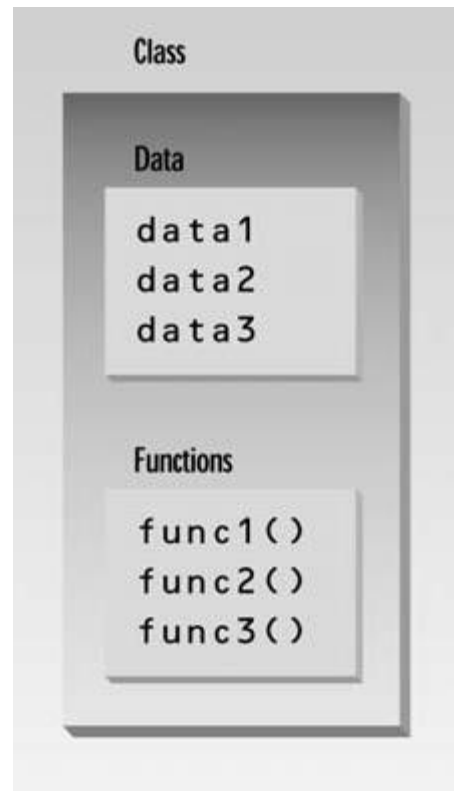 Class
Data
data1
data2
data3
Functions
func1()
func2()
func3()